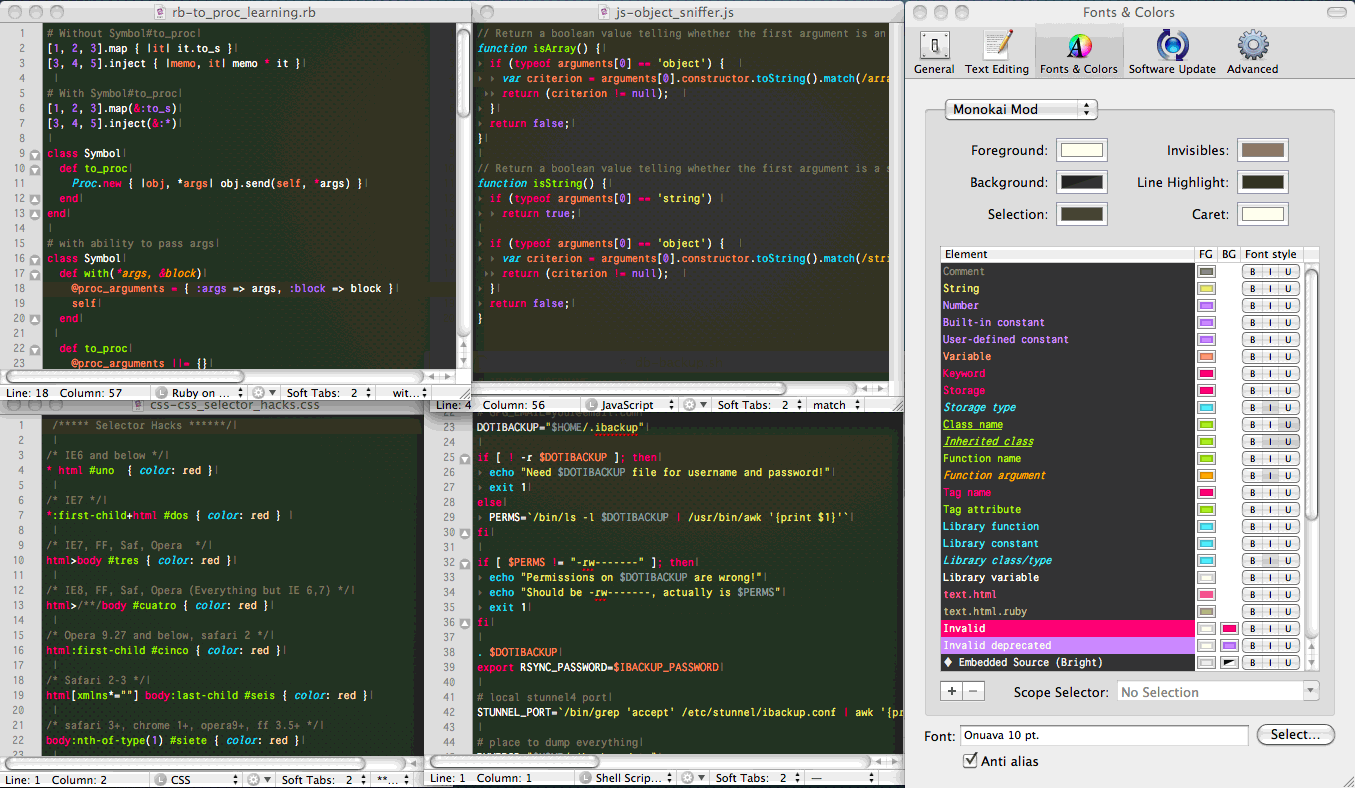 rb-to_proc_learning.rb
1 # Without Symbol#to_proc
2 [1, 2, 3].map { |it| it.to_s }
3 [3, 4, 5].inject { |memo, it| memo * it }
4
5 # With Symbol#to_proc
6 [1, 2, 3].map(&:to_s)
7 [3, 4, 5].inject(&:*)
8
9 class Symbol
10 def to_proc
11 Proc.new { |obj, *args| obj.send(self, *args) }
12 end
13 end
14
15 # with ability to pass args
16 class Symbol
17 def with(*args, &block)
18 @proc_arguments = { :args => args, :block => block }
19 self
20 end
21
22 def to_proc
23 @proc_arguments ||= {}
Line: 18 Column: 57 L Ruby on ... Soft Tabs: 2 wit...
js-object_sniffer.js
// Return a boolean value telling whether the first argument is an
function isArray() {
if (typeof arguments[0] == 'object') {
var criterion = arguments[0].constructor.toString().match(/arra
return (criterion != null);
}
return false;
}
// Return a boolean value telling whether the first argument is a s
function isString() {
if (typeof arguments[0] == 'string')
return true;
if (typeof arguments[0] == 'object') {
var criterion = arguments[0].constructor.toString().match(/stri
return (criterion != null);
}
return false;
}
Line: 4 Column: 56 L JavaScript Soft Tabs: 2 match
css-css_selector_hacks.css
1 /***** Selector Hacks ******/
2
3 /* IE6 and below */
4 * html #uno { color: red }
5
6 /* IE7 */
7 *:first-child+html #dos { color: red }
8
9 /* IE7, FF, Saf, Opera */
10 html>body #tres { color: red }
11
12 /* IE8, FF, Saf, Opera (Everything but IE 6,7) */
13 html>/**/body #cuatro { color: red }
14
15 /* Opera 9.27 and below, safari 2 */
16 html:first-child #cinco { color: red }
17
18 /* Safari 2-3 */
19 html[xmlns*=""] body:last-child #seis { color: red }
20
21 /* safari 3+, chrome 1+, opera9+, ff 3.5+ */
22 body:nth-of-type(1) #siete { color: red }
23
Line: 1 Column: 2 L CSS Soft Tabs: 2 **...
23 DOTIBACKUP="$HOME/.ibackup"
24
25 if [ ! -r $DOTIBACKUP ]; then
26 echo "Need $DOTIBACKUP file for username and password!"
27 exit 1
28 else
29 PERMS=`/bin/ls -l $DOTIBACKUP | /usr/bin/awk '{print $1}'`
30 fi
31
32 if [ $PERMS != "-rw-------" ]; then
33 echo "Permissions on $DOTIBACKUP are wrong!"
34 echo "Should be -rw-------, actually is $PERMS"
35 exit 1
36 fi
37
38 . $DOTIBACKUP
39 export RSYNC_PASSWORD=$IBACKUP_PASSWORD
40
41 # local stunnel4 port
42 STUNNEL_PORT=`/bin/grep 'accept' /etc/stunnel/ibackup.conf | awk '{pr
43
44 # place to dump everything
Line: 1 Column: 1 L Shell Scrip... Soft Tabs: 2 —
Fonts & Colors
General Text Editing Fonts & Colors Software Update Advanced
Monokai Mod
Foreground: Invisibles:
Background: Line Highlight:
Selection: Caret:
Element FG BG Font style
Comment B I U
String B I U
Number B I U
Built-in constant B I U
User-defined constant B I U
Variable B I U
Keyword B I U
Storage B I U
Storage type B I U
Class name B I U
Inherited class B I U
Function name B I U
Function argument B I U
Tag name B I U
Tag attribute B I U
Library function B I U
Library constant B I U
Library class/type B I U
Library variable B I U
text.html B I U
text.html.ruby B I U
Invalid B I U
Invalid deprecated B I U
♦ Embedded Source (Bright) B I U
+ − Scope Selector: No Selection
Font: Onuava 10 pt. Select...
Anti alias